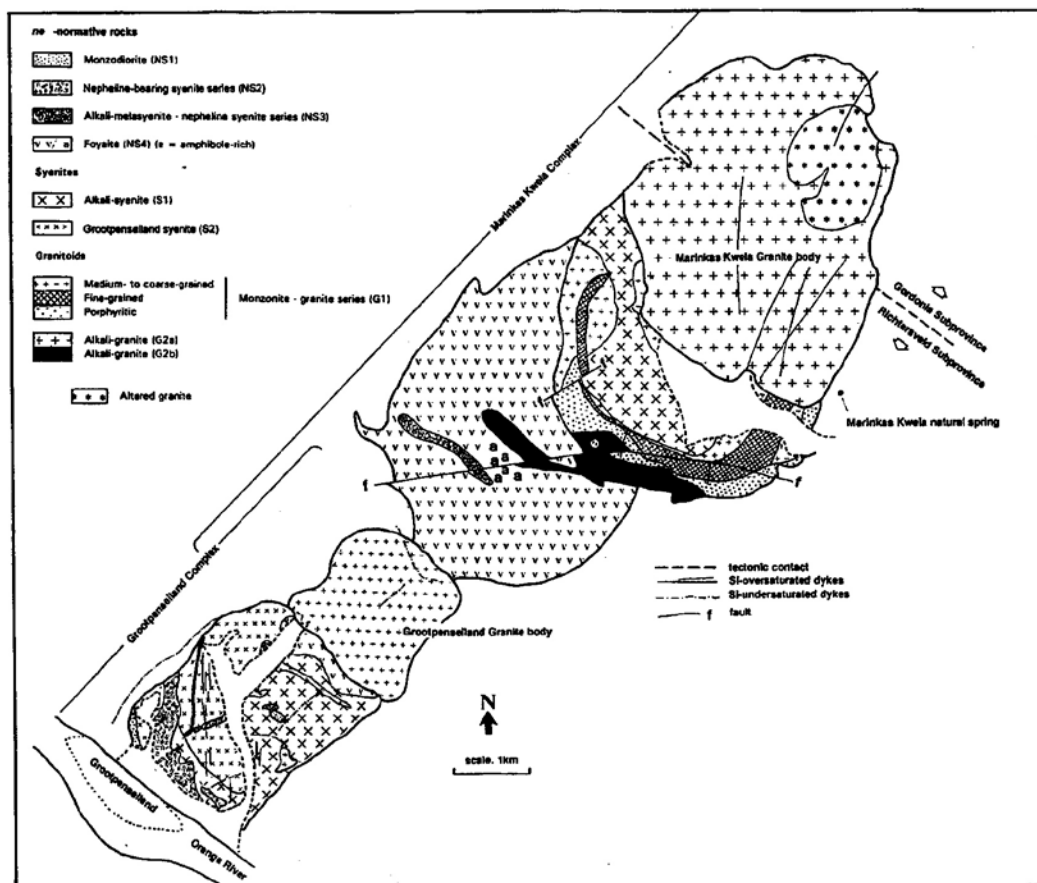 ne -normative rocks
Monzodiorite (NS1)
Nepheline-bearing syenite series (NS2)
Alkali-melasyenite - nepheline syenite series (NS3)
Foyaite (NS4) (a = amphibole-rich)
Syenites
Alkali-syenite (S1)
Grootpenseiland syenite (S2)
Granitoids
Medium- to coarse-grained
Fine-grained
Porphyritic
Monzonite - granite series (G1)
Alkali-granite (G2a)
Alkali-granite (G2b)
Altered granite
Marinkas Kwela Complex
Marinkas Kwela Granite body
Gordonia Subprovince
Richtersveld Subprovince
Marinkas Kwela natural spring
a
a
a
a
a
a
f
f
tectonic contact
Si-oversaturated dykes
Si-undersaturated dykes
f fault
Grootpenseiland Complex
Grootpenseiland Granite body
N
scale. 1km
Grootpenseiland
Orange River